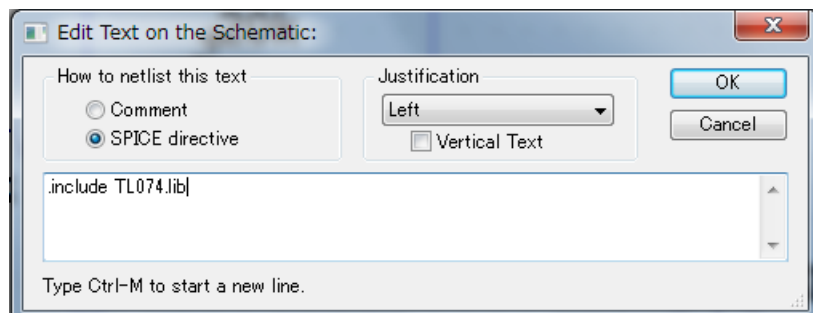 Edit Text on the Schematic:
How to netlist this text
Comment
SPICE directive
Justification
Left
Vertical Text
OK
Cancel
.include TL074.lib
Type Ctrl-M to start a new line.